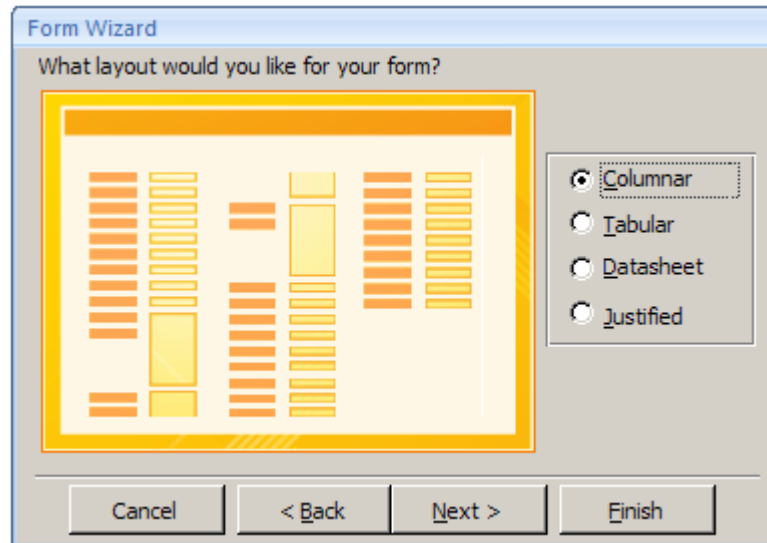 Form Wizard
What layout would you like for your form?
Columnar
Tabular
Datasheet
Justified
Cancel
< Back
Next >
Finish